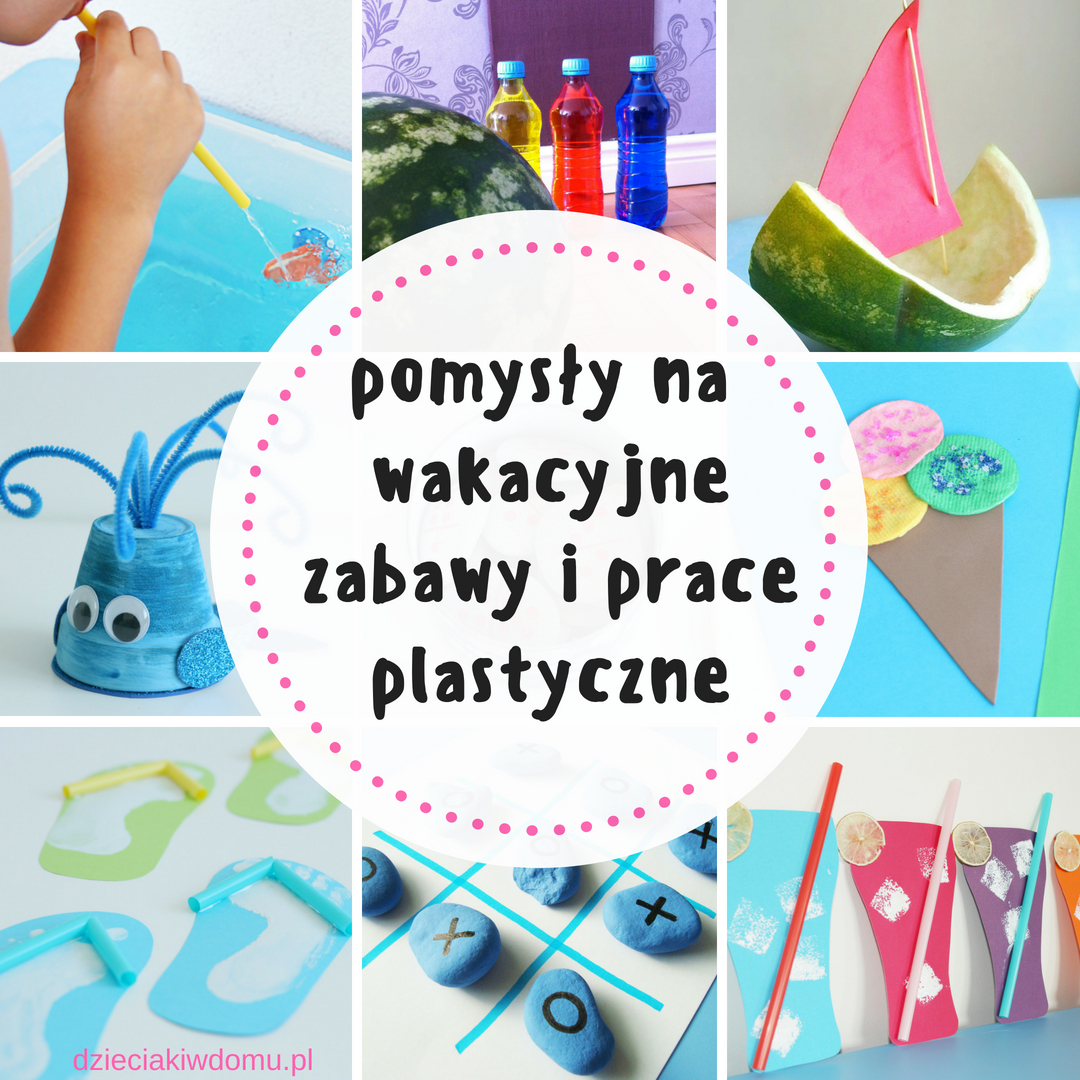 pomysły na
wakacyjne
zabawy i prace
plastyczne
X
O
X
X
O
dzieciakiwdomu.pl